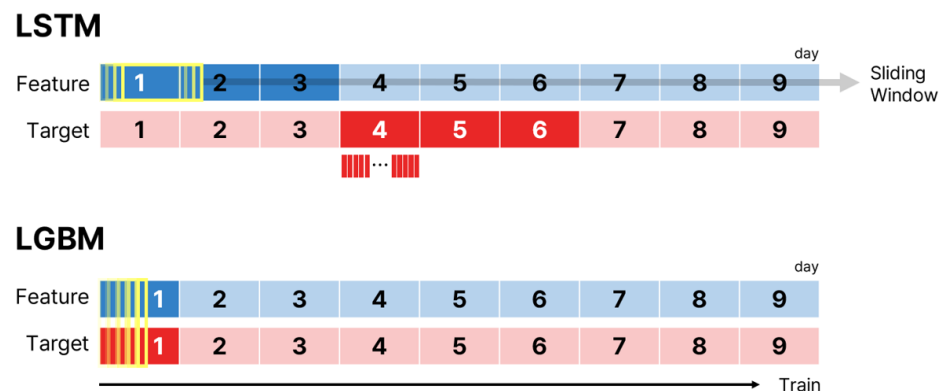 LSTM
day
Feature 1 2 3 4 5 6 7 8 9
Sliding
Window
Target 1 2 3 4 5 6 7 8 9
...
LGBM
day
Feature 1 2 3 4 5 6 7 8 9
Target 1 2 3 4 5 6 7 8 9
Train